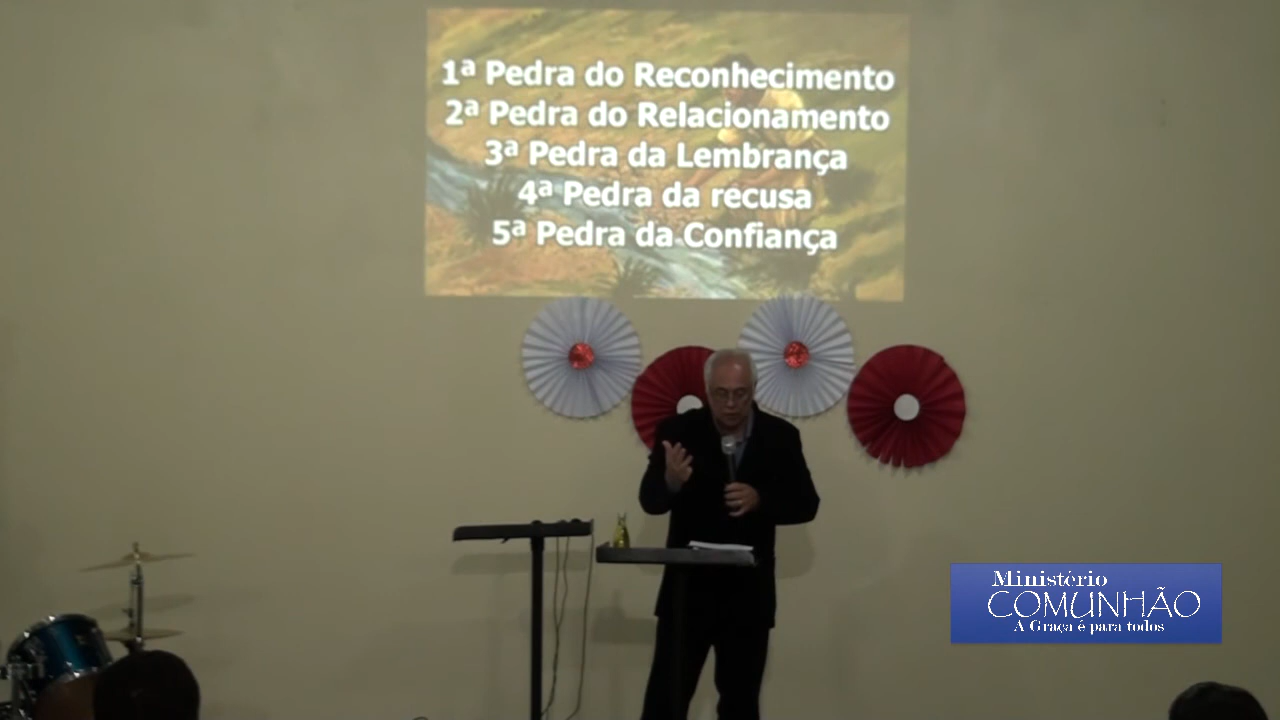 1ª Pedra do Reconhecimento
2ª Pedra do Relacionamento
3ª Pedra da Lembrança
4ª Pedra da recusa
5ª Pedra da Confiança
Ministério
COMUNHÃO
A Graça é para todos